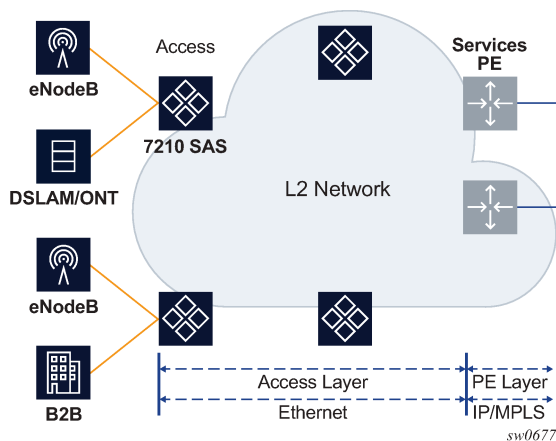 Access
Services
PE
eNodeB
7210 SAS
DSLAM/ONT
L2 Network
eNodeB
B2B
Access Layer
PE Layer
Ethernet
IP/MPLS
sw0677